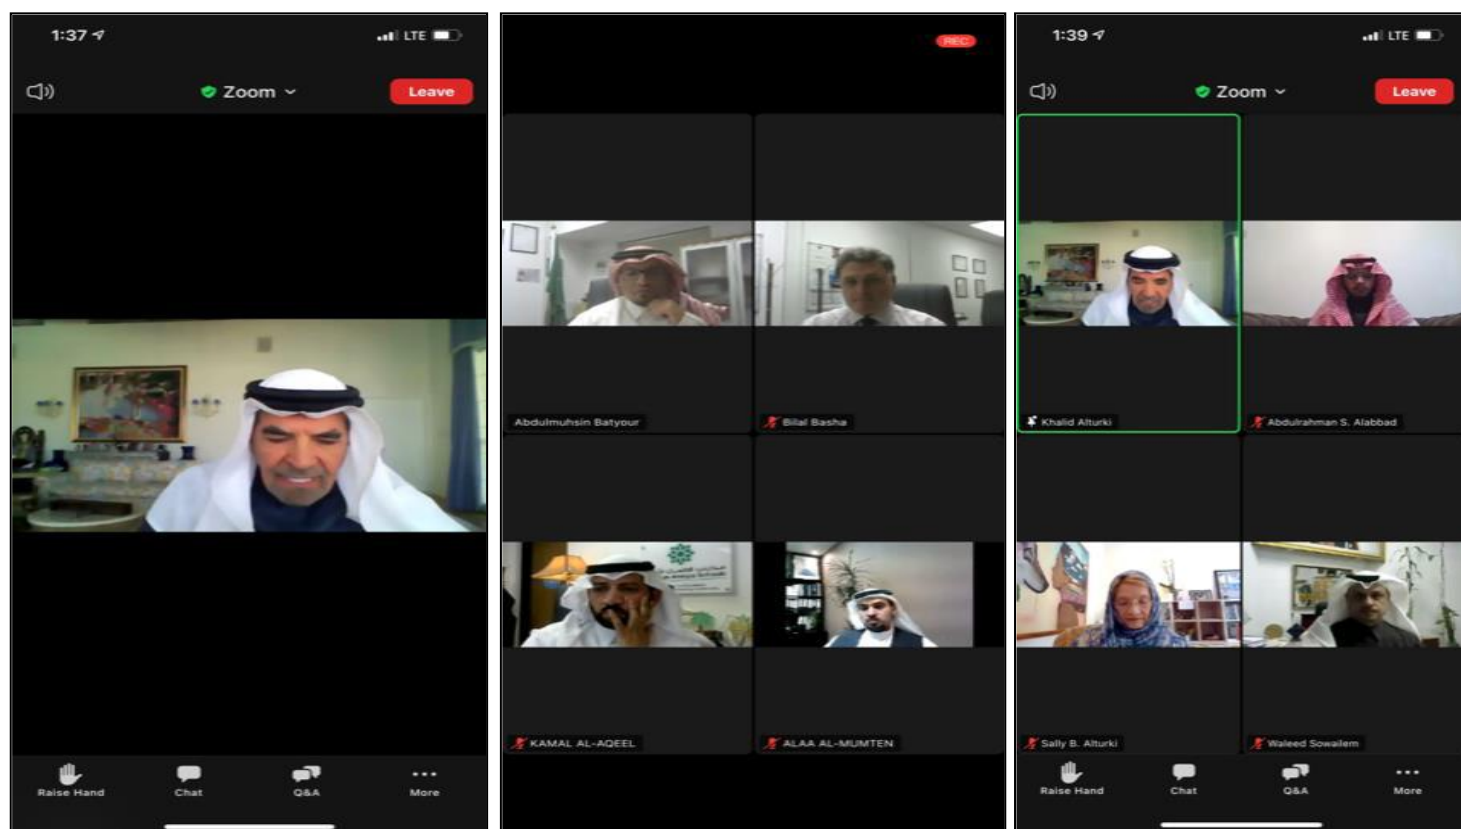 1:37
LTE
Zoom
Leave
Raise Hand
Chat
Q&A
More
REC
Abdulmuhsin Batyour
Bilal Basha
KAMAL AL-AQEEL
ALAA AL-MUMTEN
1:39
LTE
Zoom
Leave
Khalid Alturki
Abdulrahman S. Alabbad
Sally B. Alturki
Waleed Sowailem
Raise Hand
Chat
Q&A
More